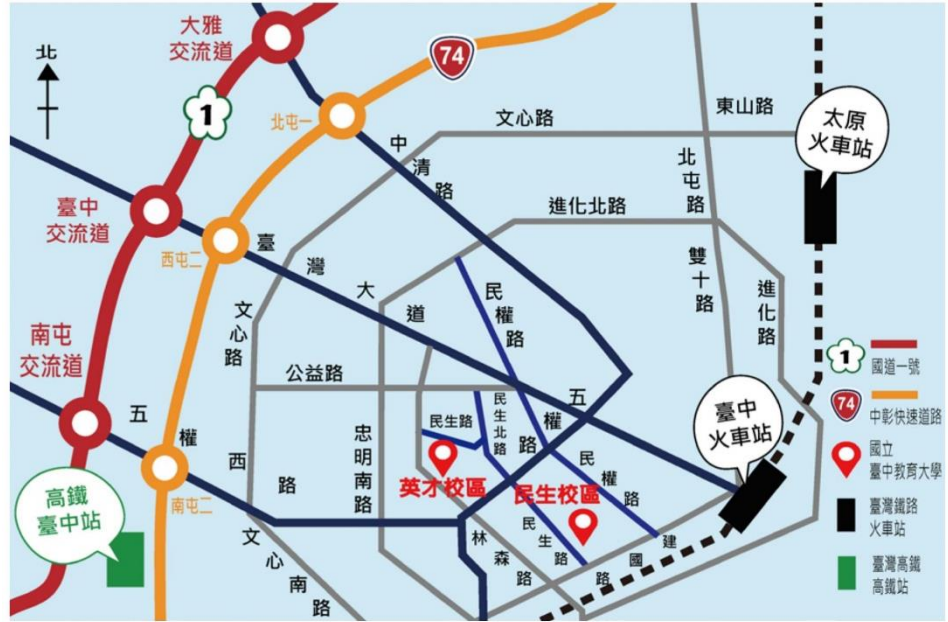 大雅
交流道
北
74
1
北屯一
文心路
東山路
太原
火車站
中清路
北屯路
臺中
交流道
西屯二
進化北路
臺灣大道
雙十路
進化路
民權路
文心路
南屯
交流道
公益路
五權西路
忠明南路
民生路
民生北路
五權路
英才校區
民生校區
民權路
臺中
火車站
高鐵
臺中站
南屯二
文心南路
林森路
民生路
建國路
1
國道一號
74
中彰快速道路
國立
臺中教育大學
臺灣鐵路
火車站
臺灣高鐵
高鐵站